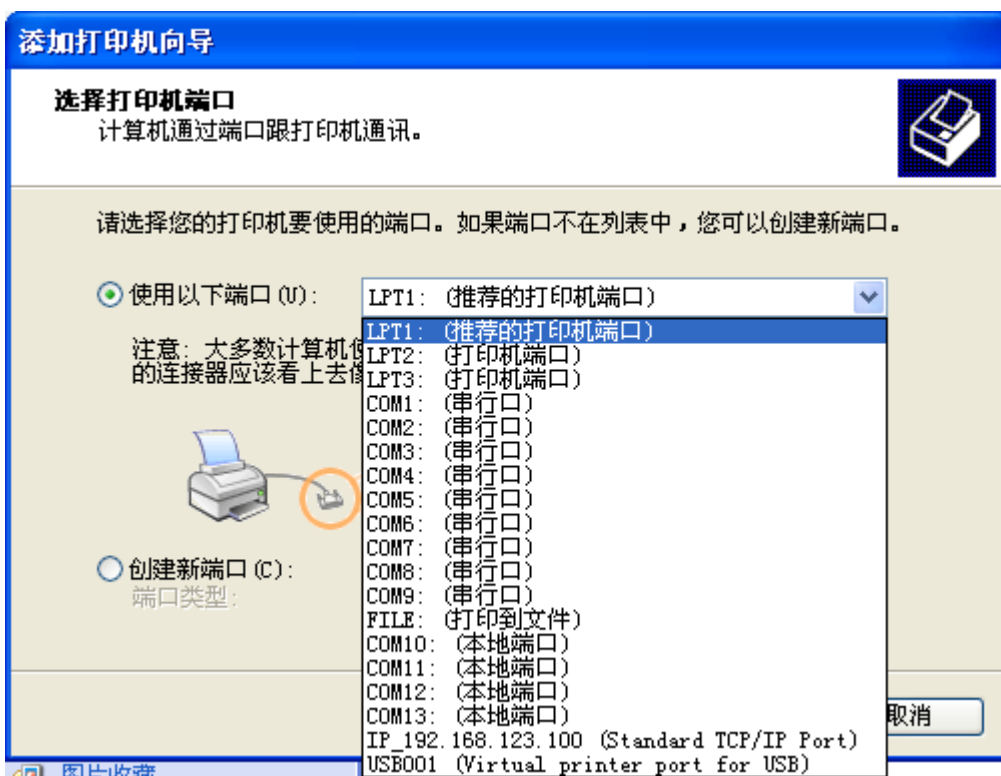 添加打印机向导
选择打印机端口
计算机通过端口跟打印机通讯。
请选择您的打印机要使用的端口。如果端口不在列表中，您可以创建新端口。
使用以下端口(U)：
LPT1: (推荐的打印机端口)
注意: 大多数计算机使
的连接器应该看上去像
LPT1: (推荐的打印机端口)
LPT2: (打印机端口)
LPT3: (打印机端口)
COM1: (串行口)
COM2: (串行口)
COM3: (串行口)
COM4: (串行口)
COM5: (串行口)
COM6: (串行口)
COM7: (串行口)
COM8: (串行口)
COM9: (串行口)
FILE: (打印到文件)
COM10: (本地端口)
COM11: (本地端口)
COM12: (本地端口)
COM13: (本地端口)
IP_192.168.123.100 (Standard TCP/IP Port)
USB001 (Virtual printer port for USB)
创建新端口(C)：
端口类型:
取消
图片收藏